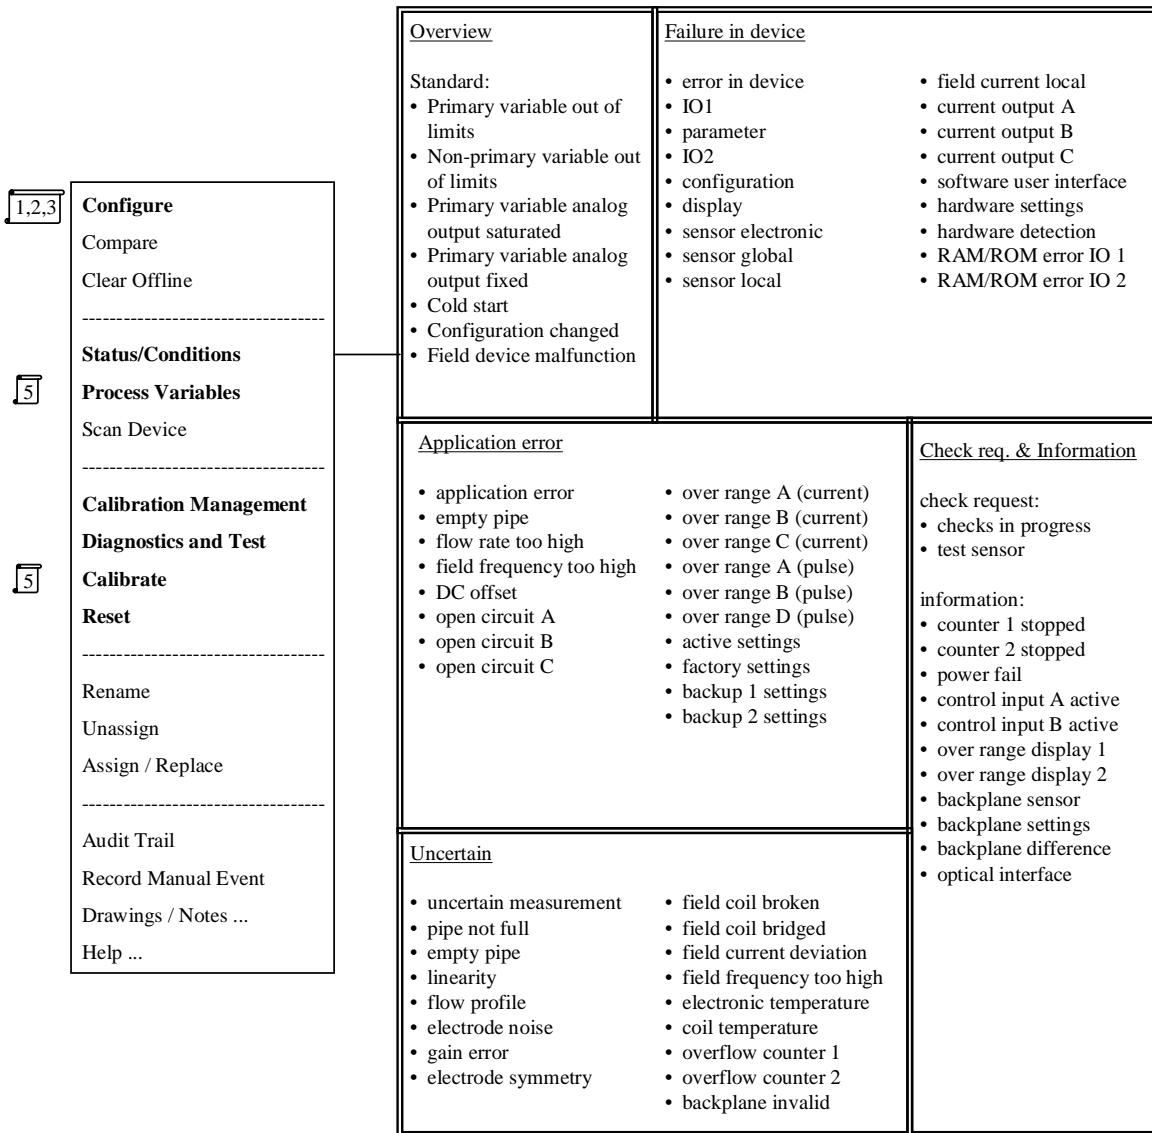 1,2,3
Configure
Compare
Clear Offline
-----------------------------------
Status/Conditions
5
Process Variables
Scan Device
-----------------------------------
Calibration Management
Diagnostics and Test
5
Calibrate
Reset
-----------------------------------
Rename
Unassign
Assign / Replace
-----------------------------------
Audit Trail
Record Manual Event
Drawings / Notes ...
Help ...
Overview
Standard:
• Primary variable out of
limits
• Non-primary variable out
of limits
• Primary variable analog
output saturated
• Primary variable analog
output fixed
• Cold start
• Configuration changed
• Field device malfunction
Failure in device
• error in device
• IO1
• parameter
• IO2
• configuration
• display
• sensor electronic
• sensor global
• sensor local
• field current local
• current output A
• current output B
• current output C
• software user interface
• hardware settings
• hardware detection
• RAM/ROM error IO 1
• RAM/ROM error IO 2
Application error
• application error
• empty pipe
• flow rate too high
• field frequency too high
• DC offset
• open circuit A
• open circuit B
• open circuit C
• over range A (current)
• over range B (current)
• over range C (current)
• over range A (pulse)
• over range B (pulse)
• over range D (pulse)
• active settings
• factory settings
• backup 1 settings
• backup 2 settings
Check req. & Information
check request:
• checks in progress
• test sensor
information:
• counter 1 stopped
• counter 2 stopped
• power fail
• control input A active
• control input B active
• over range display 1
• over range display 2
• backplane sensor
• backplane settings
• backplane difference
• optical interface
Uncertain
• uncertain measurement
• pipe not full
• empty pipe
• linearity
• flow profile
• electrode noise
• gain error
• electrode symmetry
• field coil broken
• field coil bridged
• field current deviation
• field frequency too high
• electronic temperature
• coil temperature
• overflow counter 1
• overflow counter 2
• backplane invalid